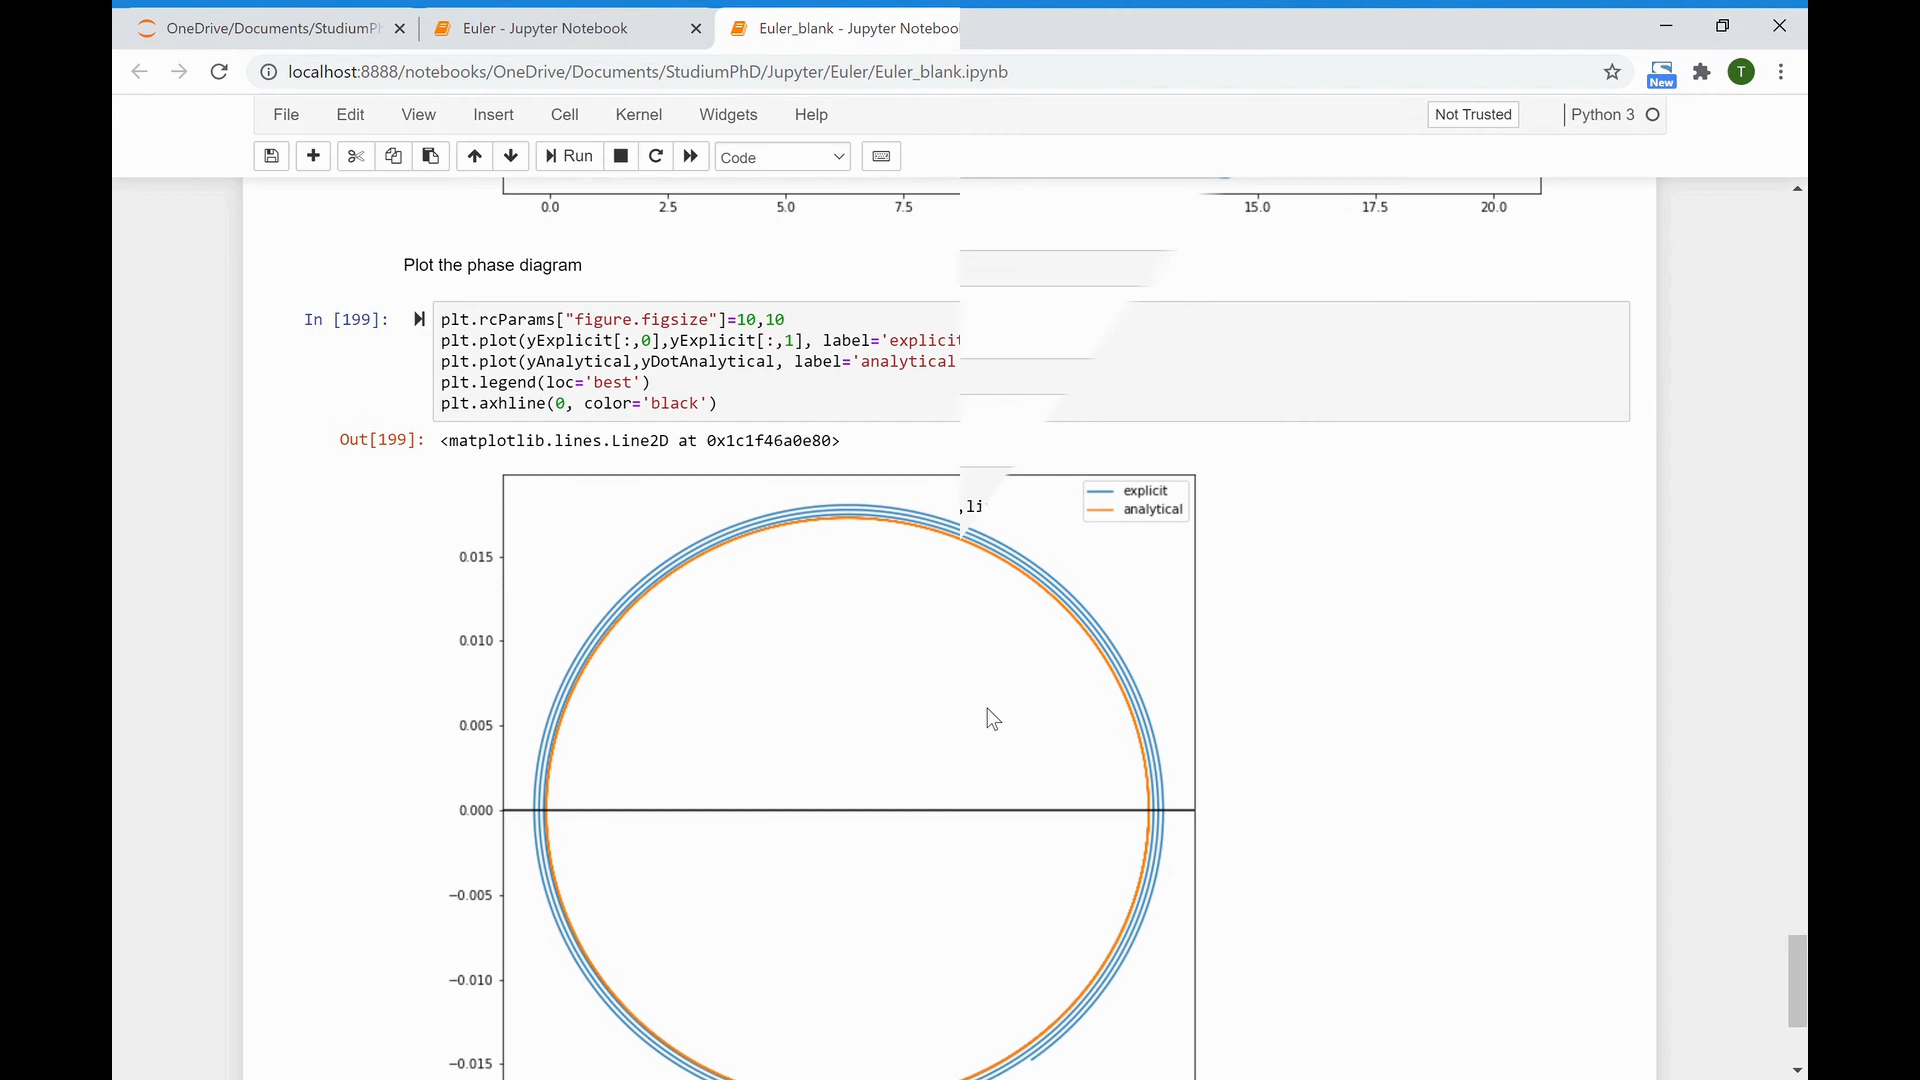 OneDrive/Documents/StudiumPh
Euler - Jupyter Notebook
Euler_blank - Jupyter Noteboo
localhost:8888/notebooks/OneDrive/Documents/StudiumPhD/Jupyter/Euler/Euler_blank.ipynb
New
T
File Edit View Insert Cell Kernel Widgets Help
Not Trusted
Python 3
Run
Code
0.0 2.5 5.0 7.5 15.0 17.5 20.0
Plot the phase diagram
In [199]:
plt.rcParams["figure.figsize"]=10,10
plt.plot(yExplicit[:,0],yExplicit[:,1], label='explicit
plt.plot(yAnalytical,yDotAnalytical, label='analytical
plt.legend(loc='best')
plt.axhline(0, color='black')
Out[199]: <matplotlib.lines.Line2D at 0x1c1f46a0e80>
explicit
analytical
,li
0.015
0.010
0.005
0.000
−0.005
−0.010
−0.015